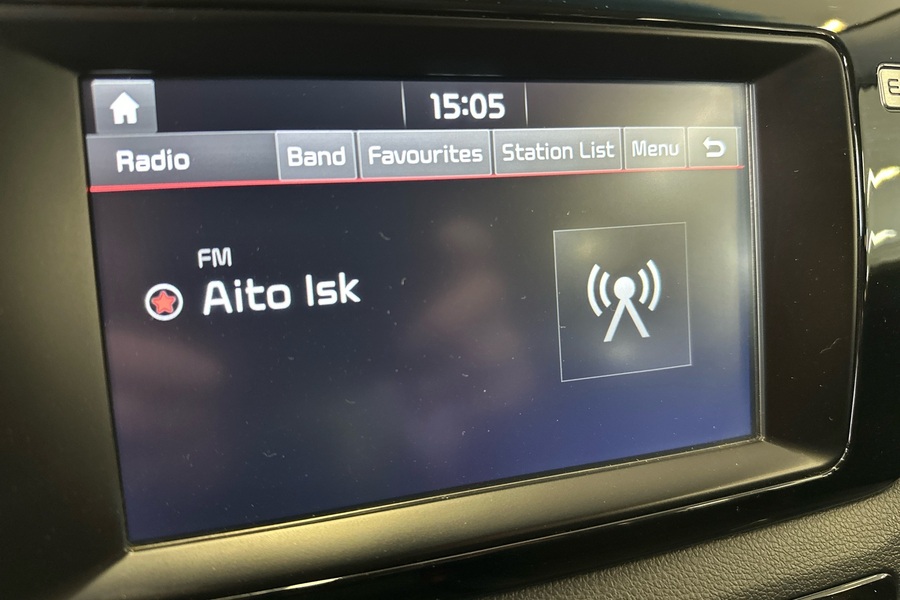 15:05
Radio Band Favourites Station List Menu
FM
Aito Isk